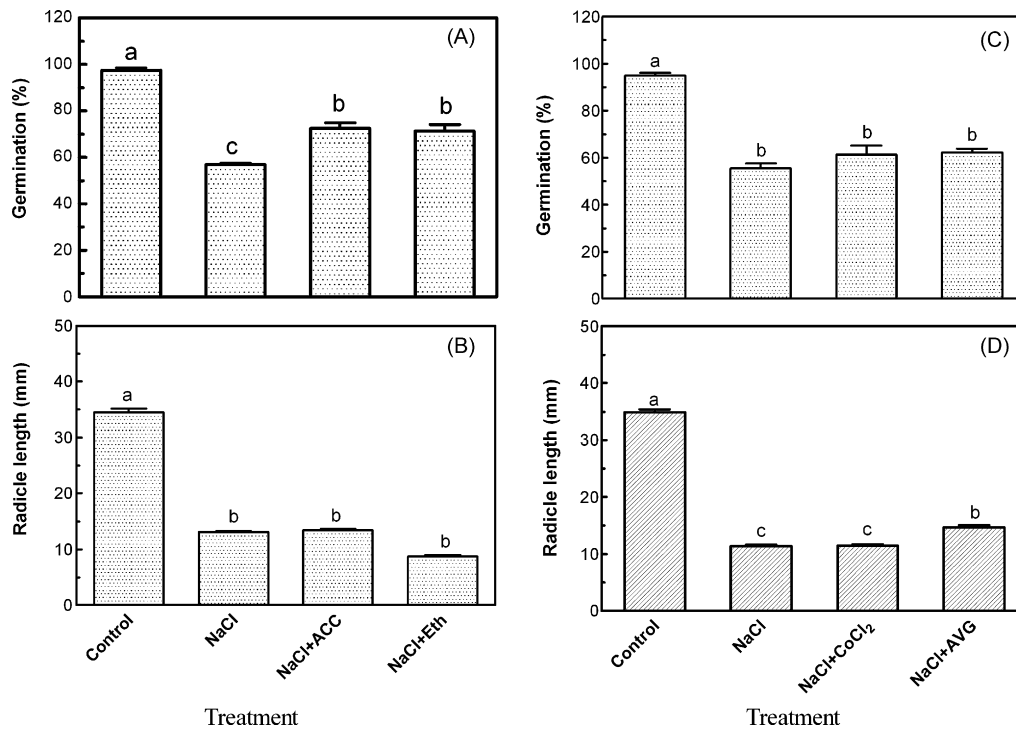 (A)
Germination (%)
120
100
80
60
40
20
0
a
c
b
b
(B)
Radicle length (mm)
50
40
30
20
10
0
a
b
b
b
Control
NaCl
NaCl+ACC
NaCl+Eth
Treatment
(C)
Germination (%)
120
100
80
60
40
20
0
a
b
b
b
(D)
Radicle length (mm)
50
40
30
20
10
0
a
c
c
b
Control
NaCl
NaCl+CoCl₂
NaCl+AVG
Treatment